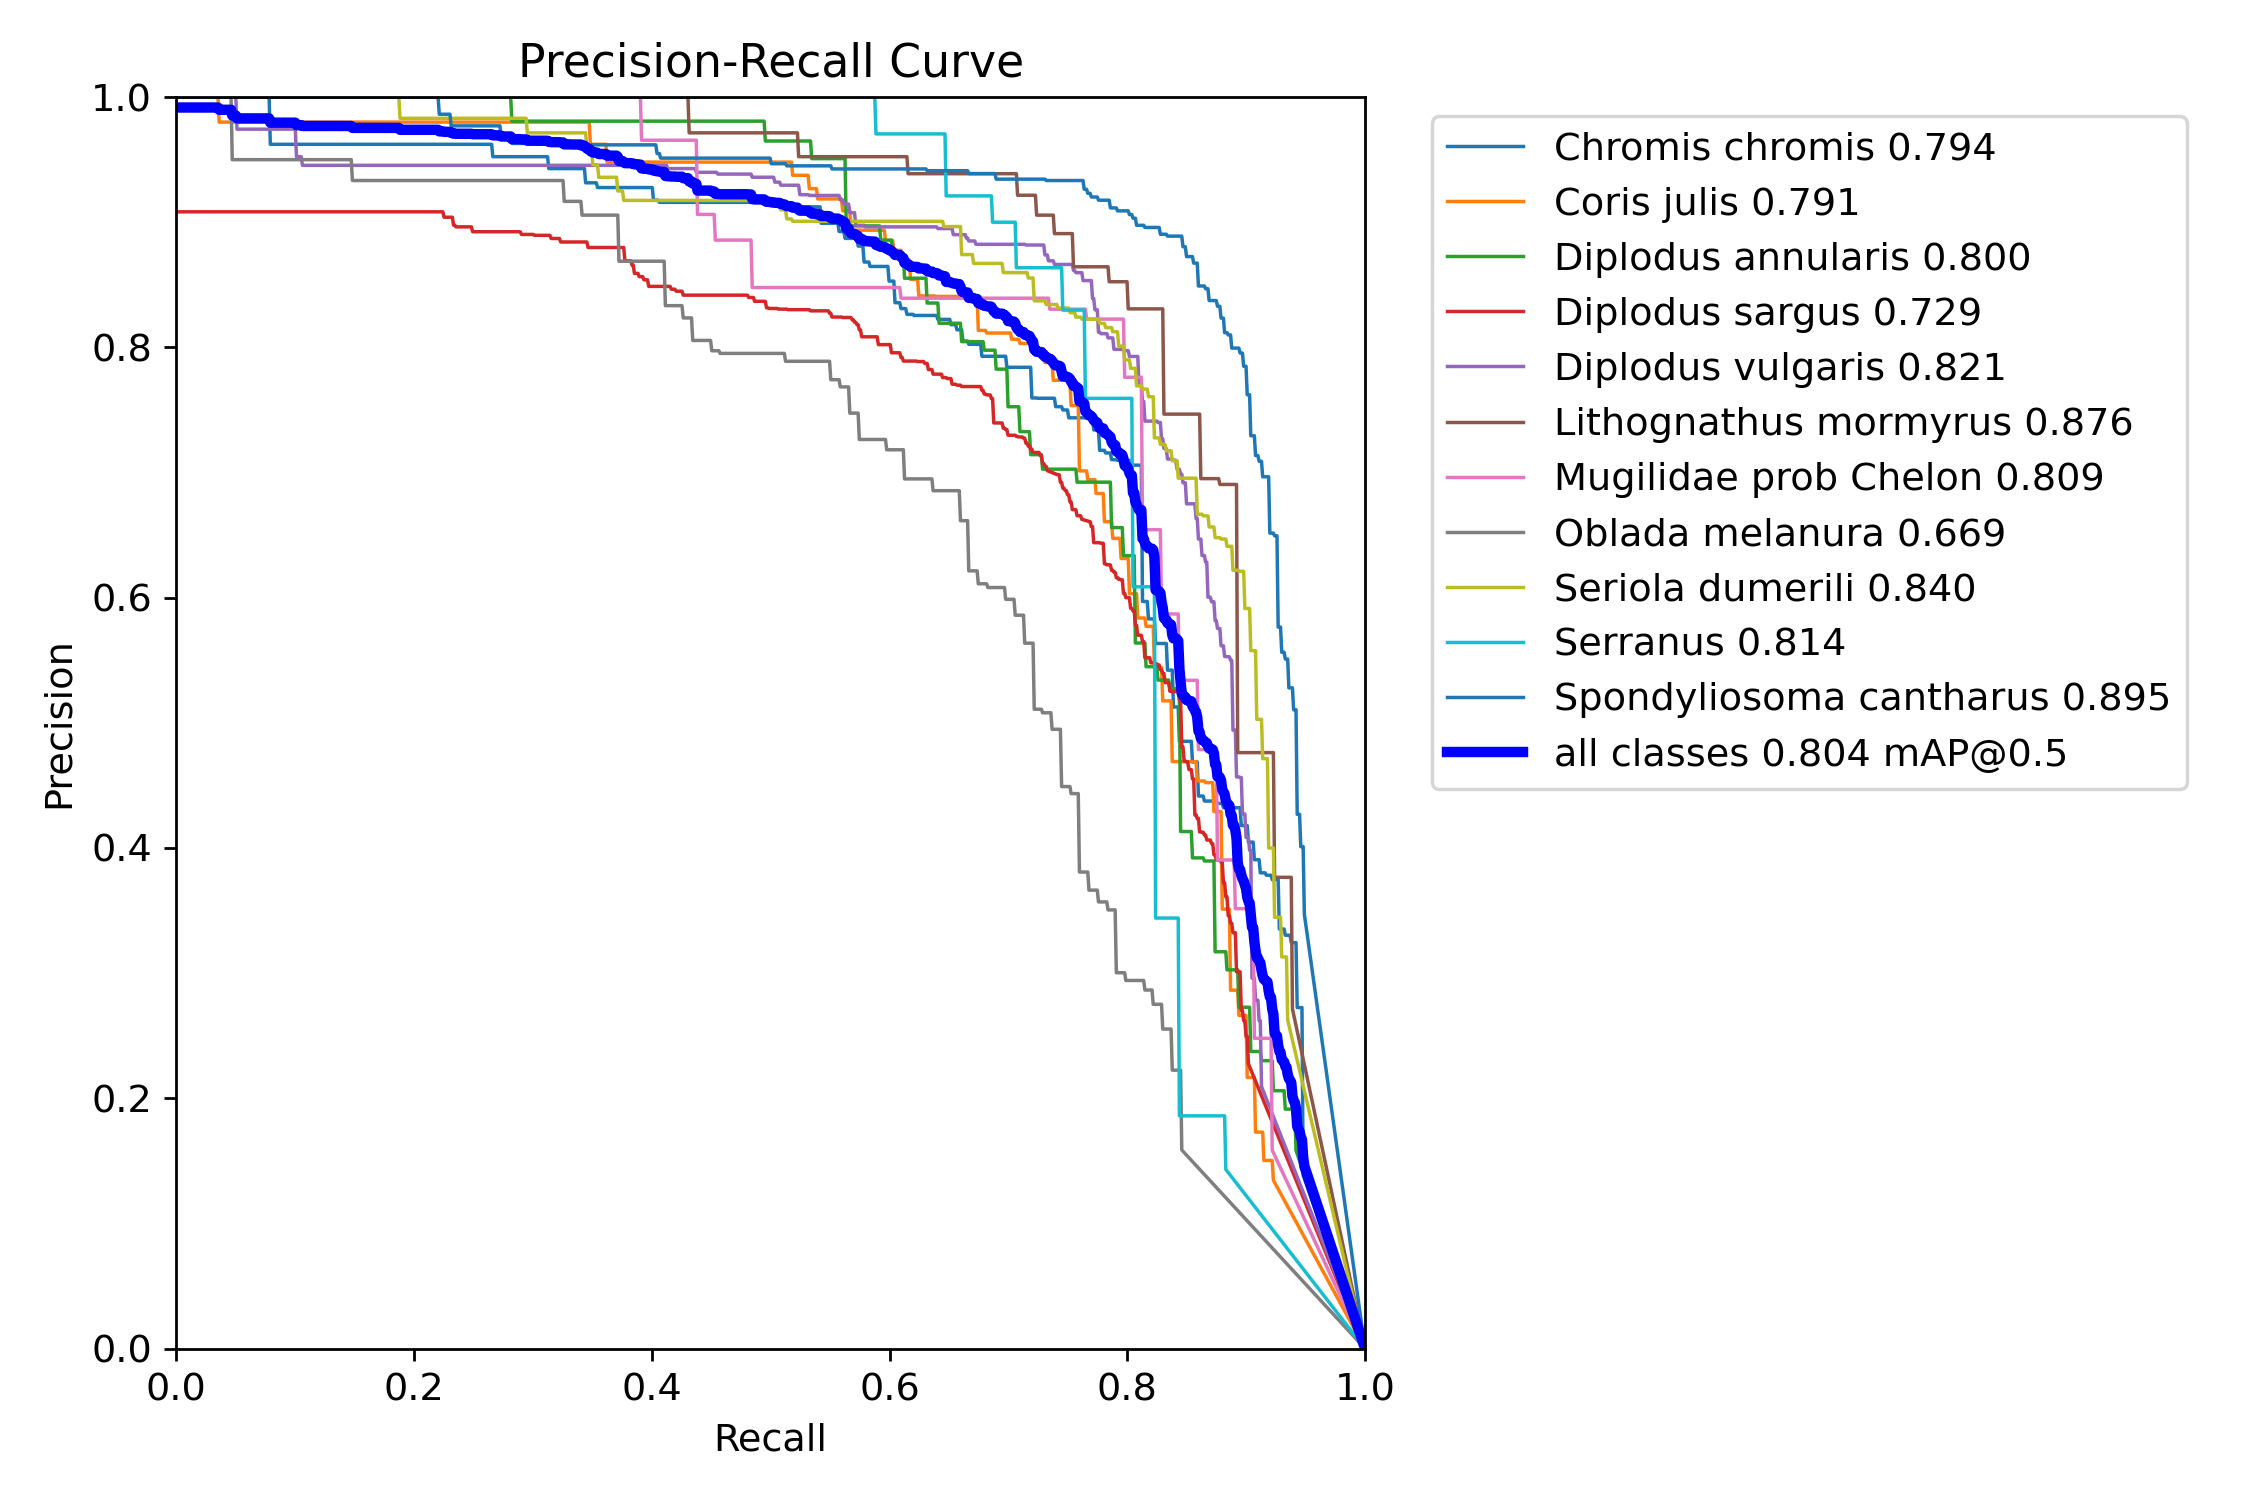 Precision-Recall Curve
1.0
0.8
0.6
0.4
0.2
0.0
Precision
0.0 0.2 0.4 0.6 0.8 1.0
Recall
Chromis chromis 0.794
Coris julis 0.791
Diplodus annularis 0.800
Diplodus sargus 0.729
Diplodus vulgaris 0.821
Lithognathus mormyrus 0.876
Mugilidae prob Chelon 0.809
Oblada melanura 0.669
Seriola dumerili 0.840
Serranus 0.814
Spondyliosoma cantharus 0.895
all classes 0.804 mAP@0.5